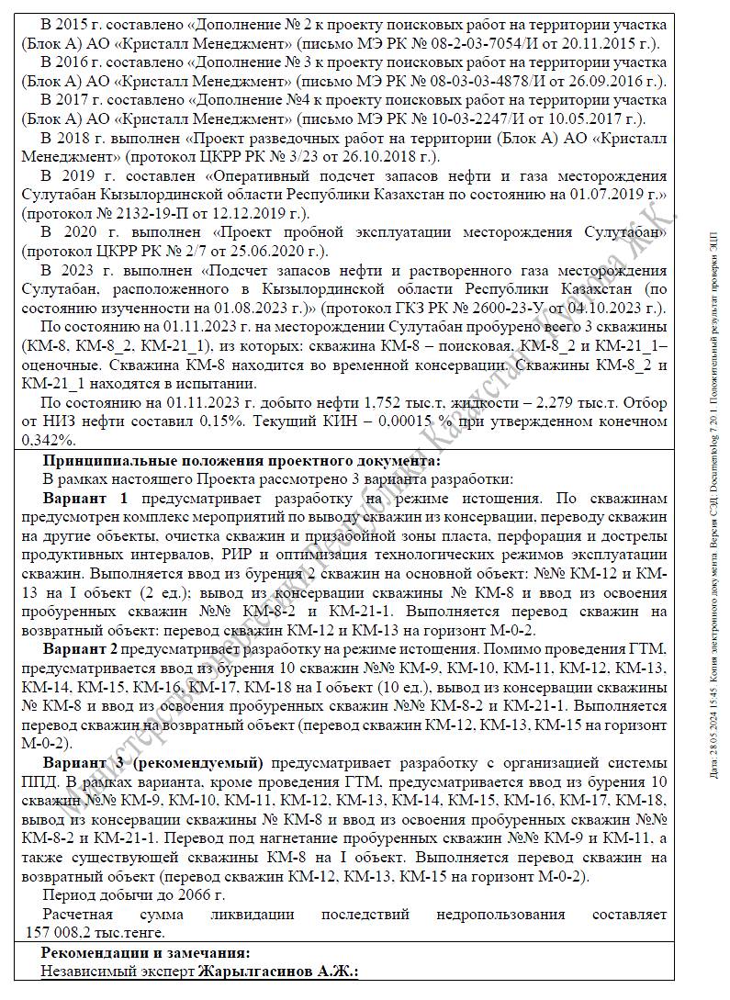 В 2015 г. составлено «Дополнение № 2 к проекту поисковых работ на территории участка
(Блок А) АО «Кристалл Менеджмент» (письмо МЭ РК № 08-2-03-7054/И от 20.11.2015 г.).
В 2016 г. составлено «Дополнение № 3 к проекту поисковых работ на территории участка
(Блок А) АО «Кристалл Менеджмент» (письмо МЭ РК № 08-03-03-4878/И от 26.09.2016 г.).
В 2017 г. составлено «Дополнение №4 к проекту поисковых работ на территории участка
(Блок А) АО «Кристалл Менеджмент» (письмо МЭ РК № 10-03-2247/И от 10.05.2017 г.).
В 2018 г. выполнен «Проект разведочных работ на территории (Блок А) АО «Кристалл
Менеджмент» (протокол ЦКРР РК № 3/23 от 26.10.2018 г.).
В 2019 г. составлен «Оперативный подсчет запасов нефти и газа месторождения
Сулутабан Кызылординской области Республики Казахстан по состоянию на 01.07.2019 г.»
(протокол № 2132-19-П от 12.12.2019 г.).
В 2020 г. выполнен «Проект пробной эксплуатации месторождения Сулутабан»
(протокол ЦКРР РК № 2/7 от 25.06.2020 г.).
В 2023 г. выполнен «Подсчет запасов нефти и растворенного газа месторождения
Сулутабан, расположенного в Кызылординской области Республики Казахстан (по
состоянию изученности на 01.08.2023 г.)» (протокол ГКЗ РК № 2600-23-У от 04.10.2023 г.).
По состоянию на 01.11.2023 г. на месторождении Сулутабан пробурено всего 3 скважины
(КМ-8, КМ-8_2, КМ-21_1), из которых: скважина КМ-8 – поисковая, КМ-8_2 и КМ-21_1–
оценочные. Скважина КМ-8 находится во временной консервации. Скважины КМ-8_2 и
КМ-21_1 находятся в испытании.
По состоянию на 01.11.2023 г. добыто нефти 1,752 тыс.т, жидкости – 2,279 тыс.т. Отбор
от НИЗ нефти составил 0,15%. Текущий КИН – 0,00015 % при утвержденном конечном
0,342%.
Принципиальные положения проектного документа:
В рамках настоящего Проекта рассмотрено 3 варианта разработки:
Вариант 1 предусматривает разработку на режиме истощения. По скважинам
предусмотрен комплекс мероприятий по выводу скважин из консервации, переводу скважин
на другие объекты, очистка скважин и призабойной зоны пласта, перфорация и дострелы
продуктивных интервалов, РИР и оптимизация технологических режимов эксплуатации
скважин. Выполняется ввод из бурения 2 скважин на основной объект: №№ КМ-12 и КМ-
13 на I объект (2 ед.); вывод из консервации скважины № КМ-8 и ввод из освоения
пробуренных скважин №№ КМ-8-2 и КМ-21-1. Выполняется перевод скважин на
возвратный объект: перевод скважин КМ-12 и КМ-13 на горизонт М-0-2.
Вариант 2 предусматривает разработку на режиме истощения. Помимо проведения ГТМ,
предусматривается ввод из бурения 10 скважин №№ КМ-9, КМ-10, КМ-11, КМ-12, КМ-13,
КМ-14, КМ-15, КМ-16, КМ-17, КМ-18 на I объект (10 ед.), вывод из консервации скважины
№ КМ-8 и ввод из освоения пробуренных скважин №№ КМ-8-2 и КМ-21-1. Выполняется
перевод скважин на возвратный объект (перевод скважин КМ-12, КМ-13, КМ-15 на горизонт
М-0-2).
Вариант 3 (рекомендуемый) предусматривает разработку с организацией системы
ППД. В рамках варианта, кроме проведения ГТМ, предусматривается ввод из бурения 10
скважин №№ КМ-9, КМ-10, КМ-11, КМ-12, КМ-13, КМ-14, КМ-15, КМ-16, КМ-17, КМ-18,
вывод из консервации скважины № КМ-8 и ввод из освоения пробуренных скважин №№
КМ-8-2 и КМ-21-1. Перевод под нагнетание пробуренных скважин №№ КМ-9 и КМ-11, а
также существующей скважины КМ-8 на I объект. Выполняется перевод скважин на
возвратный объект (перевод скважин КМ-12, КМ-13, КМ-15 на горизонт М-0-2).
Период добычи до 2066 г.
Расчетная сумма ликвидации последствий недропользования составляет
157 008,2 тыс.тенге.
Рекомендации и замечания:
Независимый эксперт Жарылгасинов А.Ж.:
Министерство энергетики Республики Казахстан , Куатова Ж.К.
Дата: 28.05.2024 15:45. Копия электронного документа. Версия СЭД: Documentolog 7.20.1. Положительный результат проверки ЭЦП